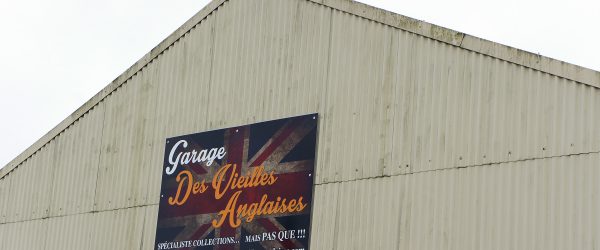 Garage
Des Vieilles
Anglaises
SPÉCIALISTE COLLECTIONS... MAIS PAS QUE !!!